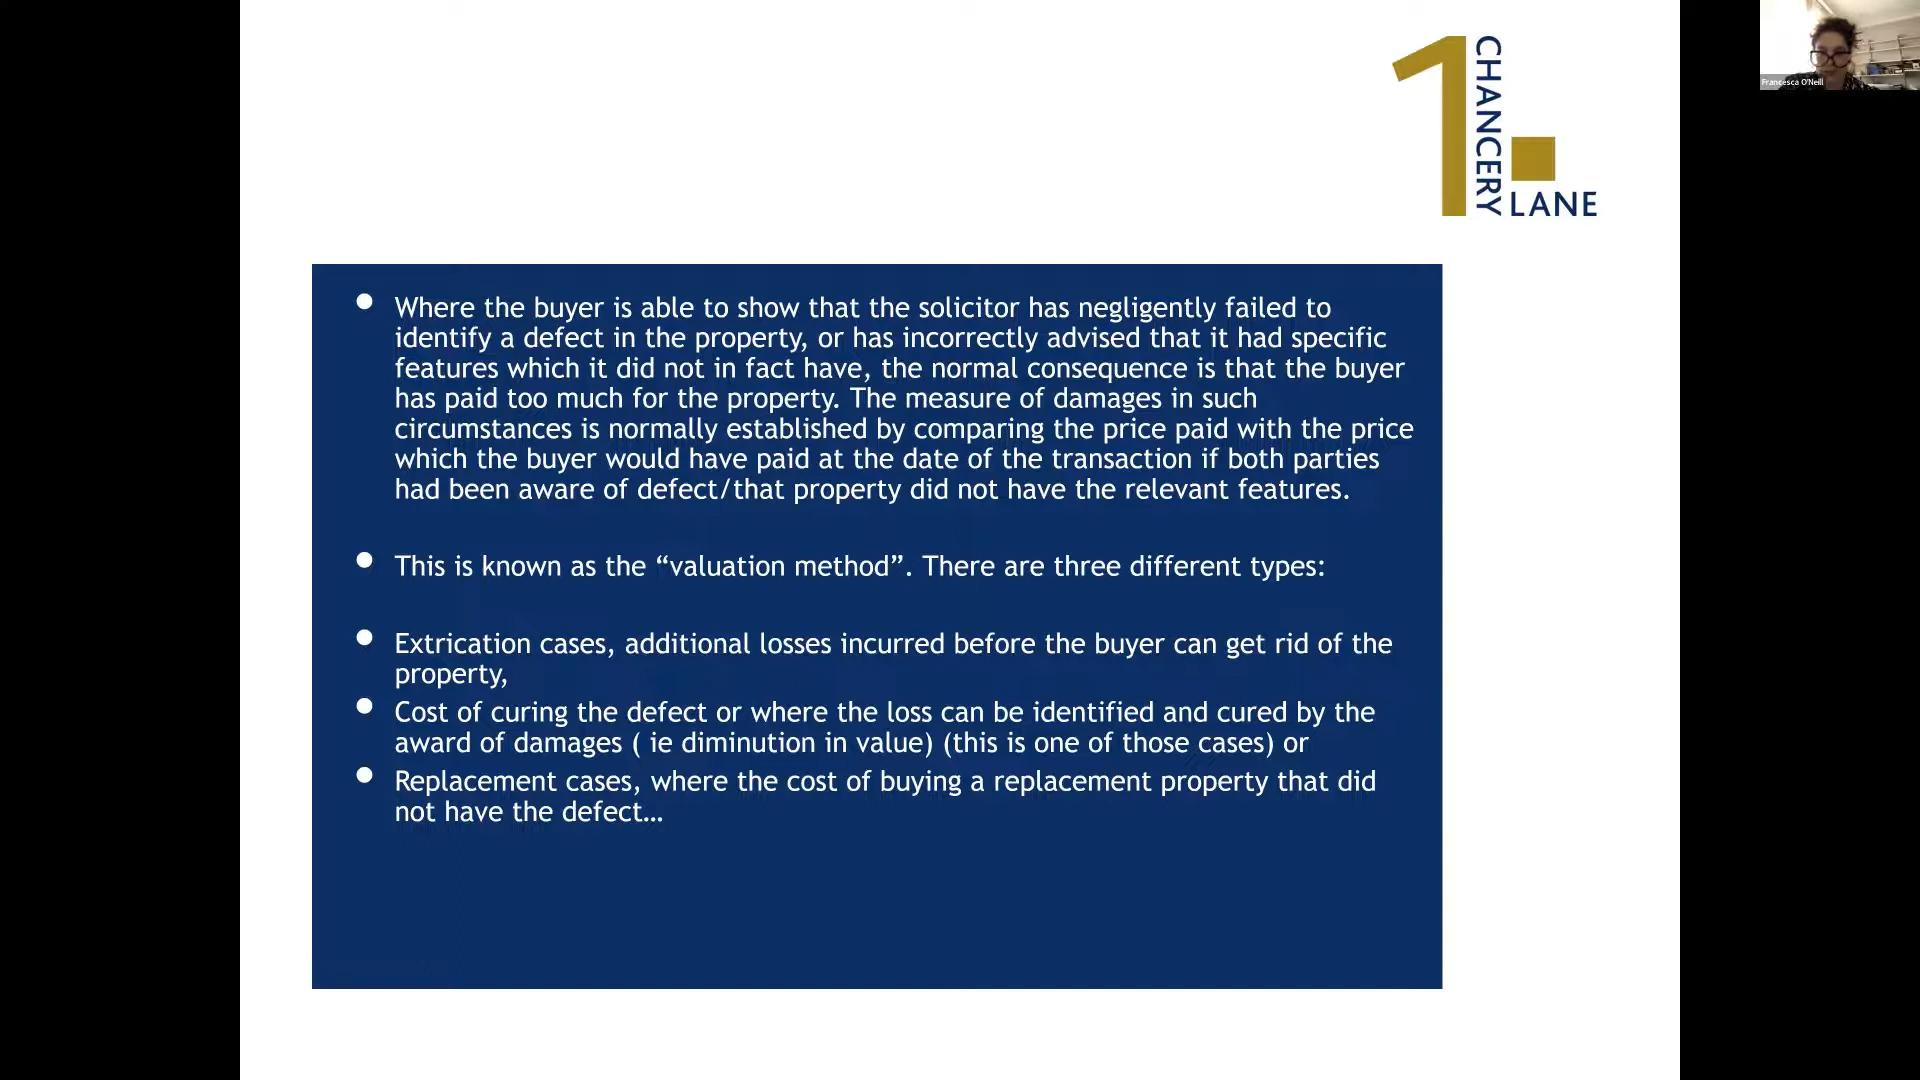 1 CHANCERY LANE
Francesca O'Neill
• Where the buyer is able to show that the solicitor has negligently failed to
identify a defect in the property, or has incorrectly advised that it had specific
features which it did not in fact have, the normal consequence is that the buyer
has paid too much for the property. The measure of damages in such
circumstances is normally established by comparing the price paid with the price
which the buyer would have paid at the date of the transaction if both parties
had been aware of defect/that property did not have the relevant features.
• This is known as the “valuation method”. There are three different types:
• Extrication cases, additional losses incurred before the buyer can get rid of the
property,
• Cost of curing the defect or where the loss can be identified and cured by the
award of damages ( ie diminution in value) (this is one of those cases) or
• Replacement cases, where the cost of buying a replacement property that did
not have the defect…